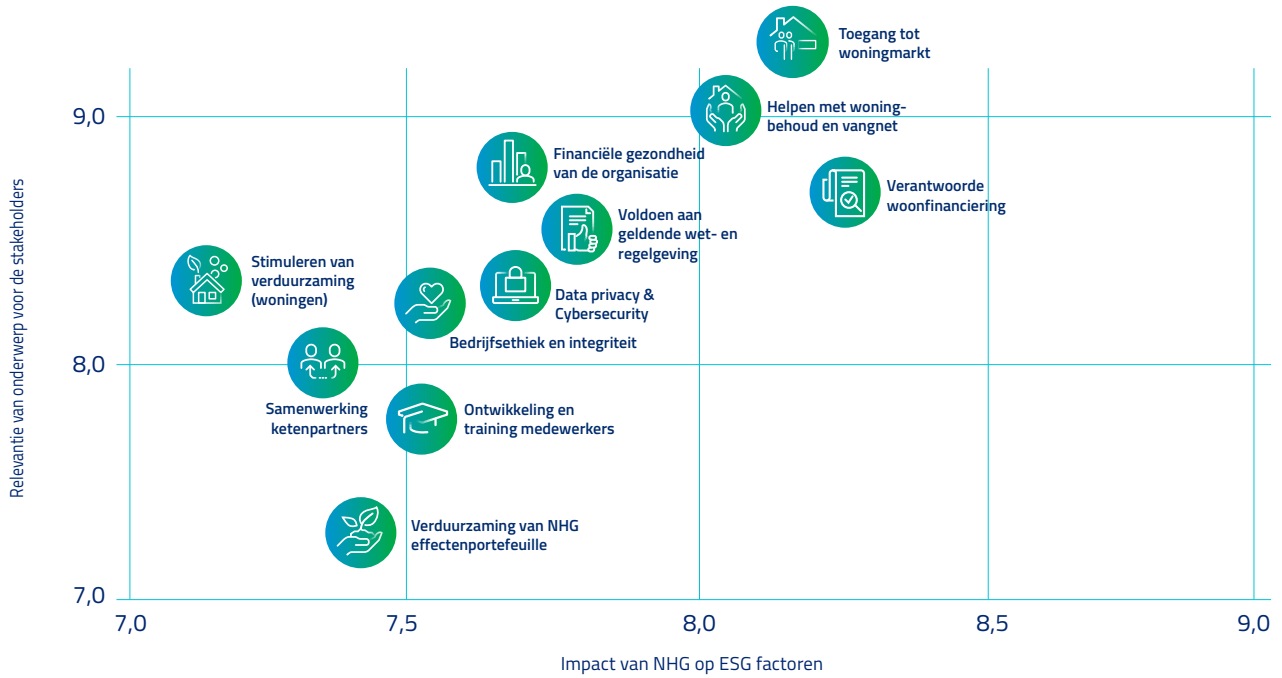 Toegang tot
woningmarkt
9,0
Helpen met woning-
behoud en vangnet
Financiële gezondheid
van de organisatie
Verantwoorde
woonfinanciering
Voldoen aan
geldende wet- en
regelgeving
Stimuleren van
verduurzaming
(woningen)
Data privacy &
Cybersecurity
Bedrijfsethiek en integriteit
8,0
Samenwerking
ketenpartners
Ontwikkeling en
training medewerkers
Verduurzaming van NHG
effectenportefeuille
7,0
7,0 7,5 8,0 8,5 9,0
Impact van NHG op ESG factoren
Relevantie van onderwerp voor de stakeholders